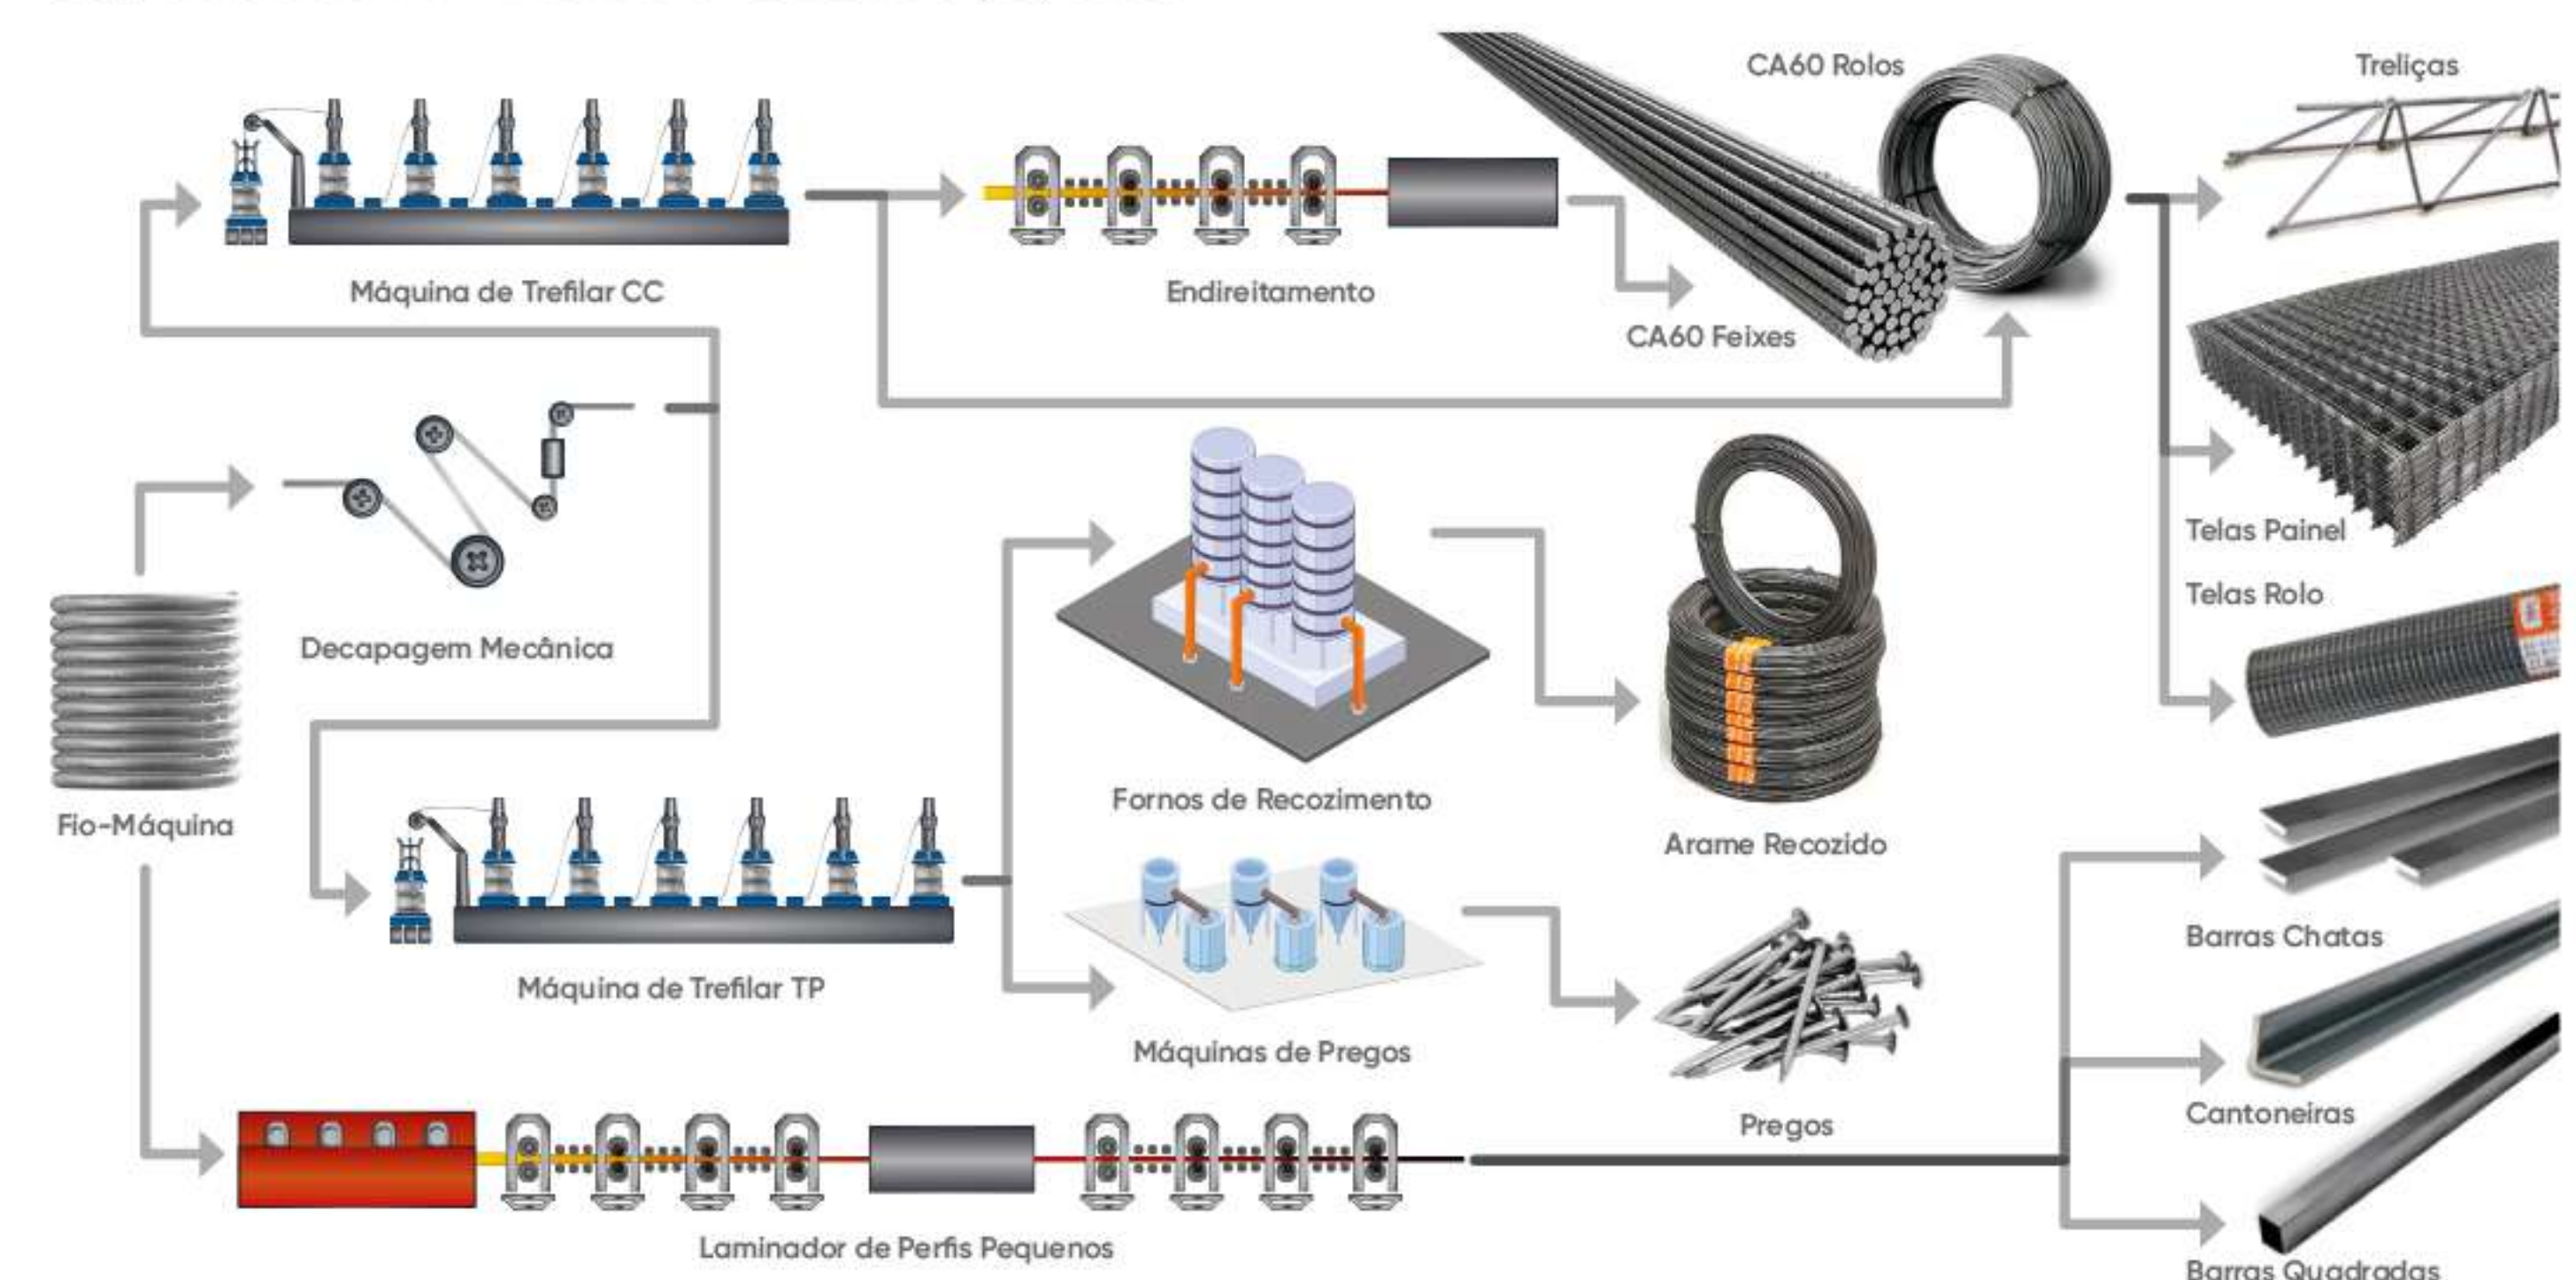 CA60 Rolos
Treliças
Máquina de Trefilar CC
Endireitamento
CA60 Feixes
Telas Painel
Telas Rolo
Decapagem Mecânica
Fio-Máquina
Fornos de Recozimento
Arame Recozido
Barras Chatas
Máquina de Trefilar TP
Máquinas de Pregos
Pregos
Cantoneiras
Laminador de Perfis Pequenos
Barras Quadradas